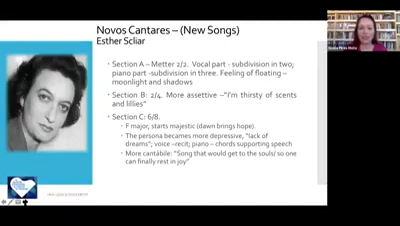 Novos Cantares – (New Songs)
Esther Scliar
Section A – Metter 2/2. Vocal part - subdivision in two;
piano part -subdivision in three. Feeling of floating –
moonlight and shadows
Section B: 2/4. More assettive –"I'm thirsty of scents
and lillies"
Section C: 6/8.
F major, starts majestic (dawn brings hope).
The persona becomes more depressive, "lack of
dreams"; voice –recit; piano – chords supporting speech
More cantábile: "Song that would get to the souls/ so one
can finally rest in joy"